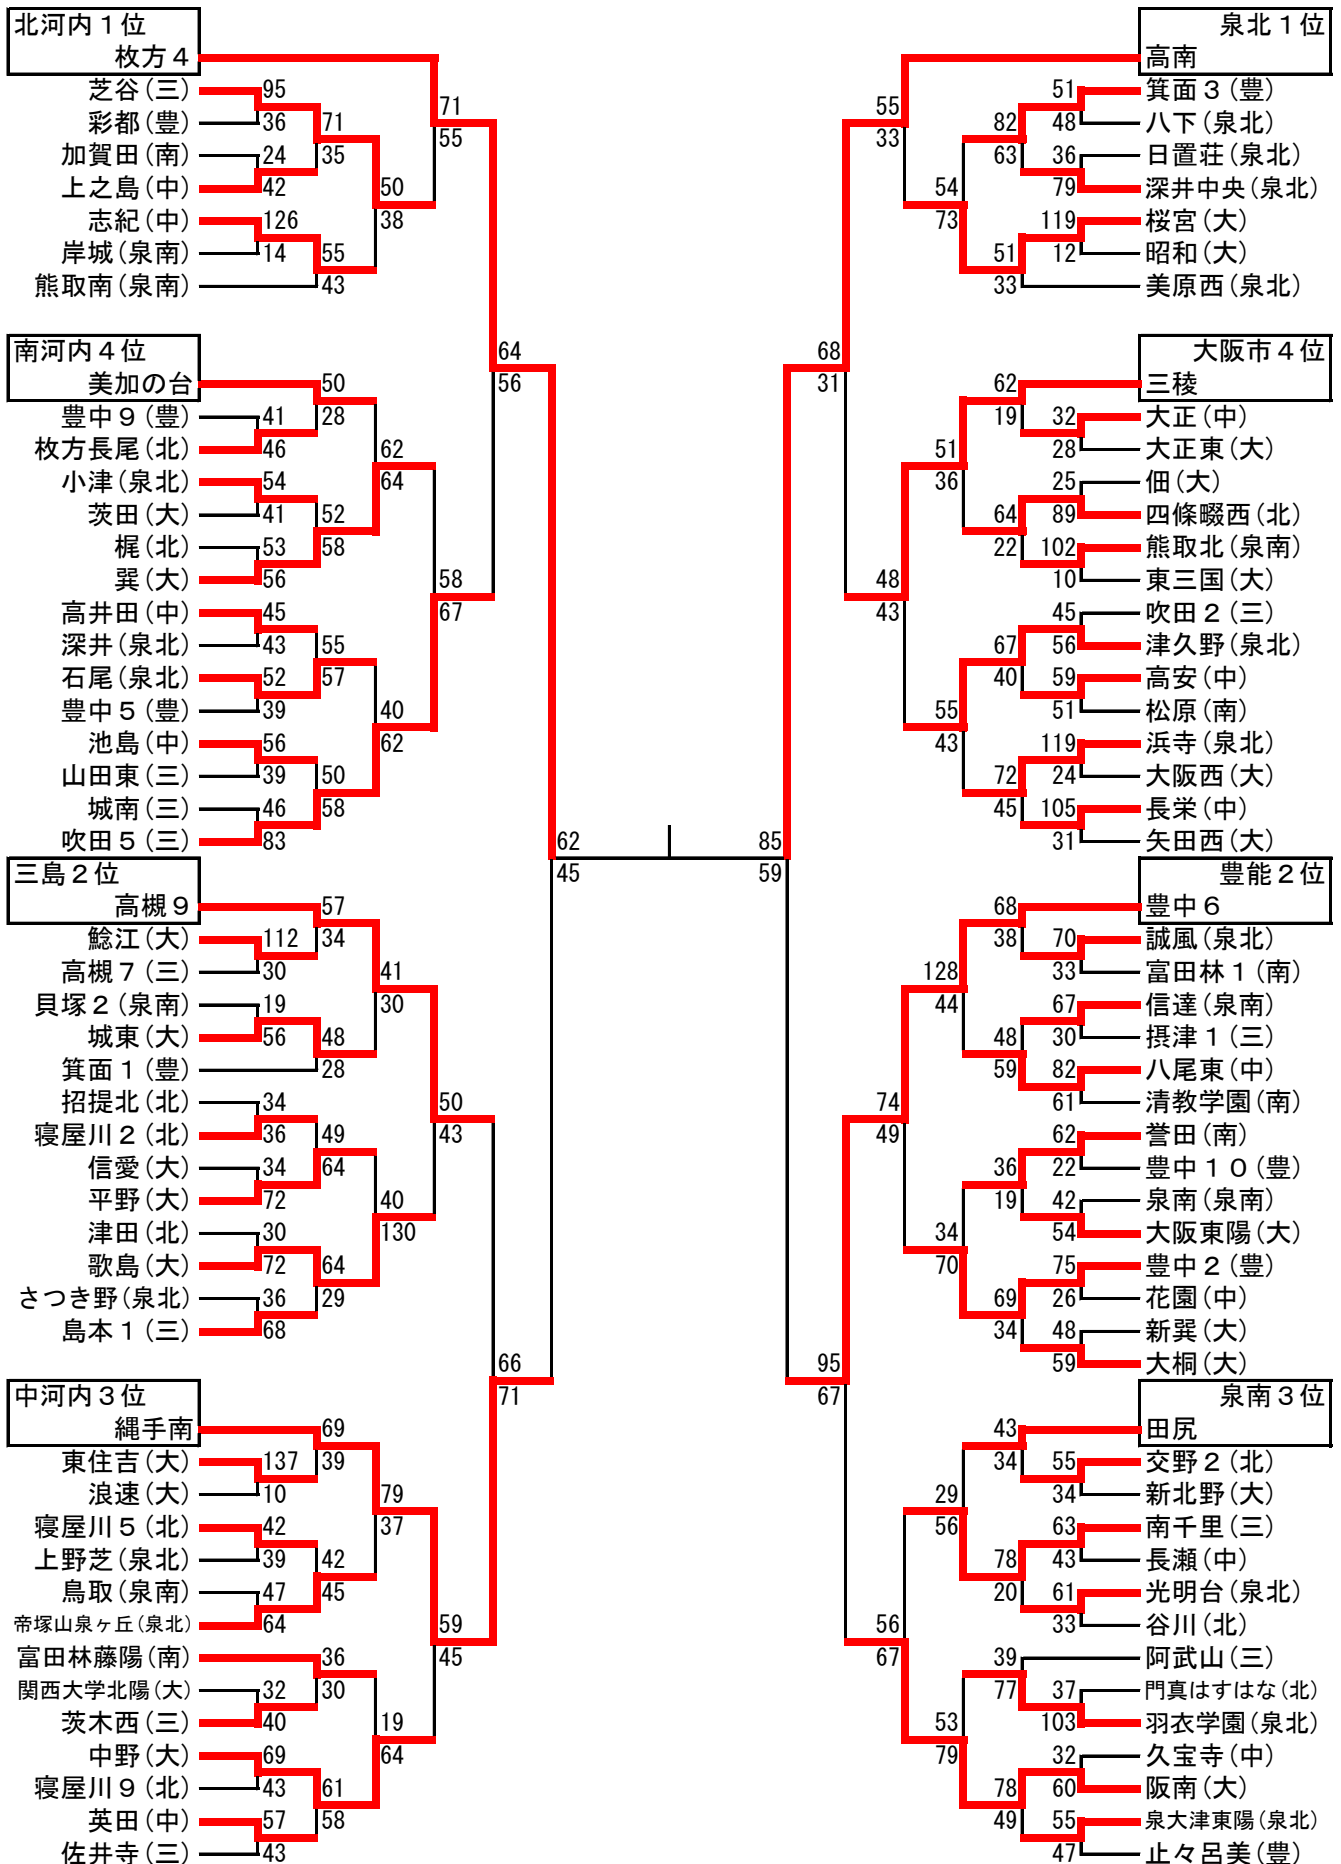 北河内１位
枚方４
芝谷(三)
彩都(豊)
加賀田(南)
上之島(中)
志紀(中)
岸城(泉南)
熊取南(泉南)
95
36
24
42
126
14
71
35
55
43
50
38
71
55
南河内４位
美加の台
豊中９(豊)
枚方長尾(北)
小津(泉北)
茨田(大)
梶(北)
巽(大)
高井田(中)
深井(泉北)
石尾(泉北)
豊中５(豊)
池島(中)
山田東(三)
城南(三)
吹田５(三)
41
46
54
41
53
56
45
43
52
39
56
39
46
83
50
28
52
58
55
57
50
58
62
64
40
62
58
67
64
56
三島２位
高槻９
鯰江(大)
高槻７(三)
貝塚２(泉南)
城東(大)
箕面１(豊)
招提北(北)
寝屋川２(北)
信愛(大)
平野(大)
津田(北)
歌島(大)
さつき野(泉北)
島本１(三)
112
30
19
56
34
36
34
72
30
72
36
68
57
34
48
28
49
64
64
29
41
30
40
130
50
43
中河内３位
縄手南
東住吉(大)
浪速(大)
寝屋川５(北)
上野芝(泉北)
鳥取(泉南)
帝塚山泉ヶ丘(泉北)
富田林藤陽(南)
関西大学北陽(大)
茨木西(三)
中野(大)
寝屋川９(北)
英田(中)
佐井寺(三)
137
10
42
39
47
64
32
40
69
43
57
43
69
39
42
45
36
30
61
58
79
37
19
64
59
45
66
71
62
45
85
59
泉北１位
高南
箕面３(豊)
八下(泉北)
日置荘(泉北)
深井中央(泉北)
桜宮(大)
昭和(大)
美原西(泉北)
51
48
36
79
119
12
82
63
51
33
54
73
55
33
大阪市４位
三稜
大正(中)
大正東(大)
佃(大)
四條畷西(北)
熊取北(泉南)
東三国(大)
吹田２(三)
津久野(泉北)
高安(中)
松原(南)
浜寺(泉北)
大阪西(大)
長栄(中)
矢田西(大)
32
28
25
89
102
10
45
56
59
51
119
24
105
31
62
19
64
22
67
40
72
45
51
36
55
43
48
43
68
31
豊能２位
豊中６
誠風(泉北)
富田林１(南)
信達(泉南)
摂津１(三)
八尾東(中)
清教学園(南)
誉田(南)
豊中１０(豊)
泉南(泉南)
大阪東陽(大)
豊中２(豊)
花園(中)
新巽(大)
大桐(大)
70
33
67
30
82
61
62
22
42
54
75
26
48
59
68
38
48
59
36
19
69
34
128
44
34
70
74
49
泉南３位
田尻
交野２(北)
新北野(大)
南千里(三)
長瀬(中)
光明台(泉北)
谷川(北)
阿武山(三)
門真はすはな(北)
羽衣学園(泉北)
久宝寺(中)
阪南(大)
泉大津東陽(泉北)
止々呂美(豊)
55
34
63
43
61
33
37
103
32
60
55
47
43
34
78
20
39
77
78
49
29
56
53
79
56
67
95
67